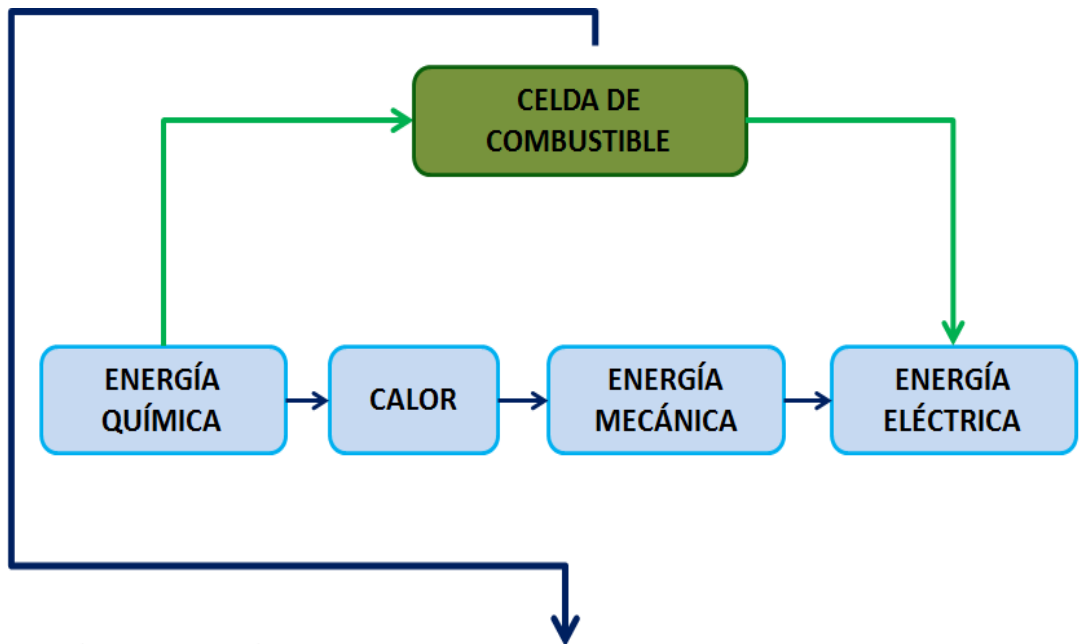 CELDA DE
COMBUSTIBLE
ENERGÍA
QUÍMICA
CALOR
ENERGÍA
MECÁNICA
ENERGÍA
ELÉCTRICA